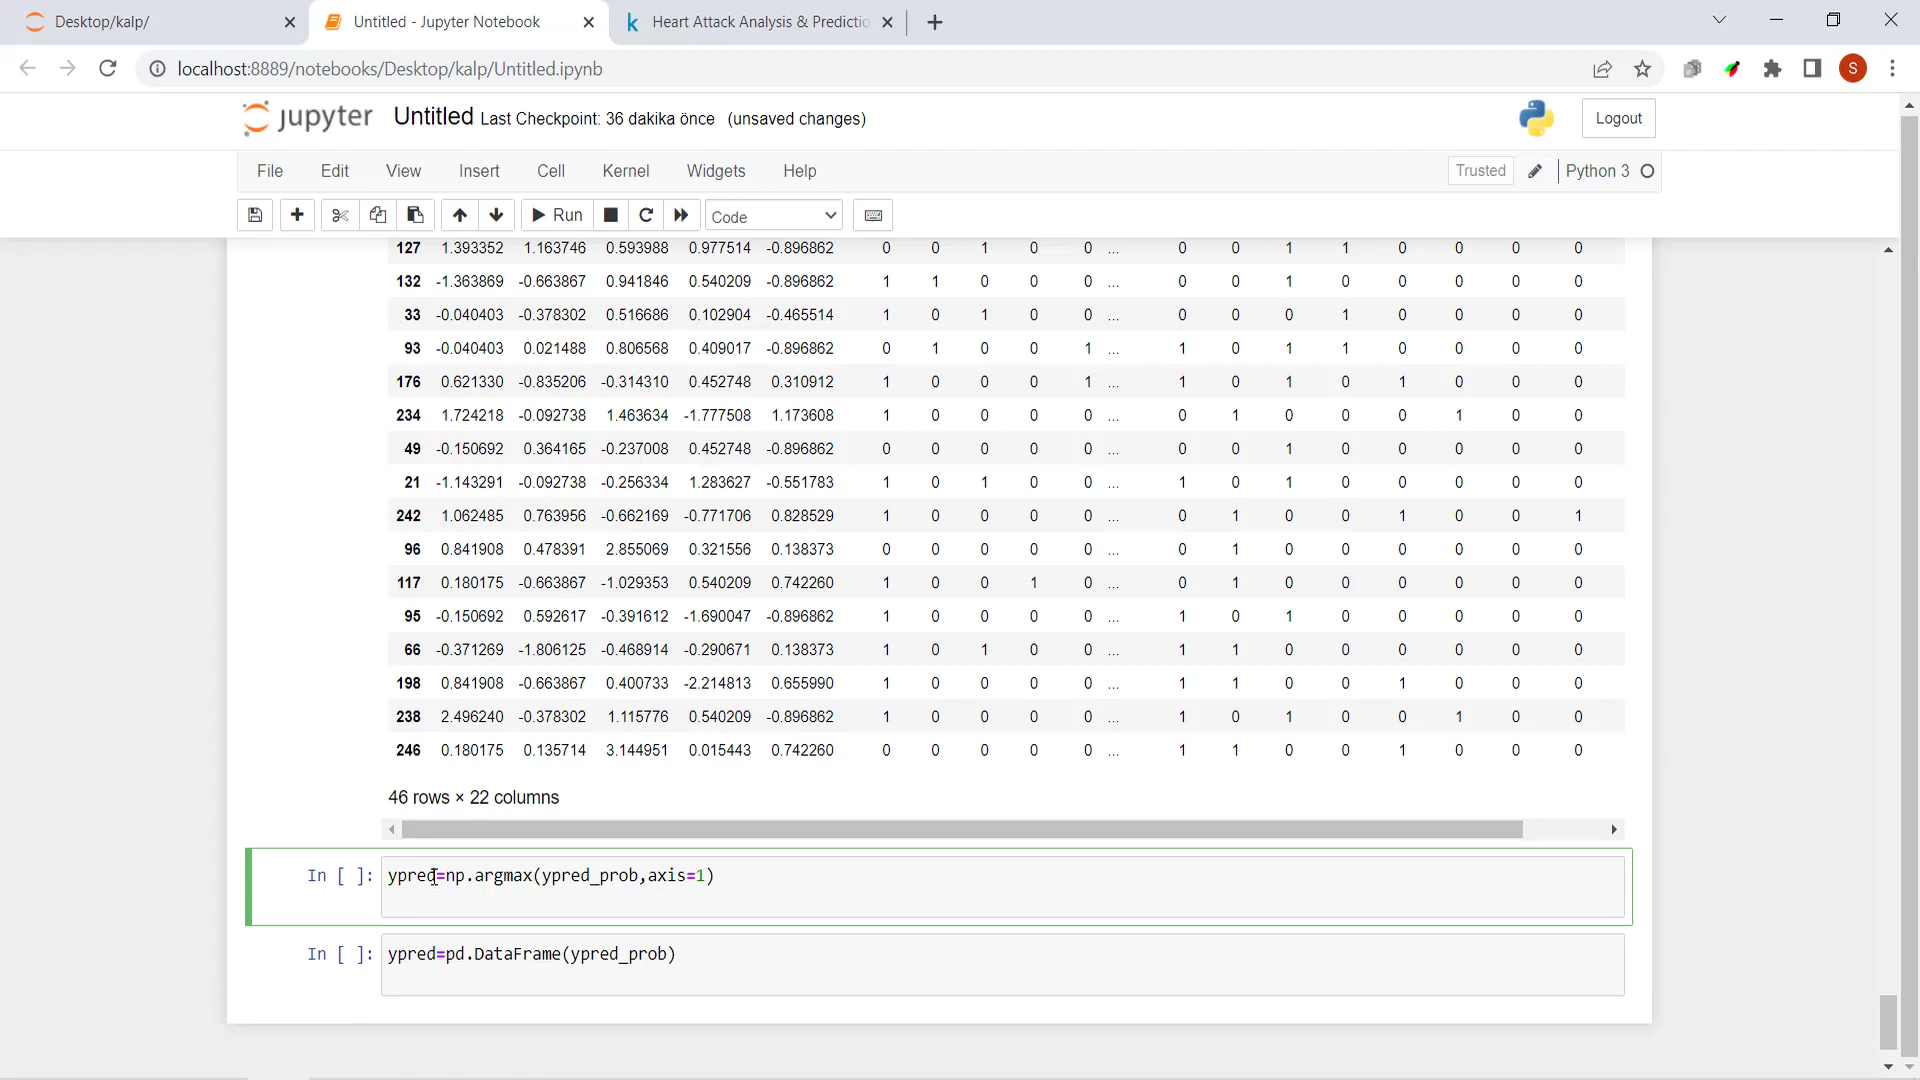 Desktop/kalp/
Untitled - Jupyter Notebook
Heart Attack Analysis & Predictio
localhost:8889/notebooks/Desktop/kalp/Untitled.ipynb
S
jupyter Untitled Last Checkpoint: 36 dakika önce (unsaved changes)
Logout
File Edit View Insert Cell Kernel Widgets Help
Trusted
Python 3
Run
Code
127 1.393352 1.163746 0.593988 0.977514 -0.896862 0 0 1 0 0 ... 0 0 1 1 0 0 0 0
132 -1.363869 -0.663867 0.941846 0.540209 -0.896862 1 1 0 0 0 ... 0 0 1 0 0 0 0 0
33 -0.040403 -0.378302 0.516686 0.102904 -0.465514 1 0 1 0 0 ... 0 0 0 1 0 0 0 0
93 -0.040403 0.021488 0.806568 0.409017 -0.896862 0 1 0 0 1 ... 1 0 1 1 0 0 0 0
176 0.621330 -0.835206 -0.314310 0.452748 0.310912 1 0 0 0 1 ... 1 0 1 0 1 0 0 0
234 1.724218 -0.092738 1.463634 -1.777508 1.173608 1 0 0 0 0 ... 0 1 0 0 0 1 0 0
49 -0.150692 0.364165 -0.237008 0.452748 -0.896862 0 0 0 0 0 ... 0 0 1 0 0 0 0 0
21 -1.143291 -0.092738 -0.256334 1.283627 -0.551783 1 0 1 0 0 ... 1 0 1 0 0 0 0 0
242 1.062485 0.763956 -0.662169 -0.771706 0.828529 1 0 0 0 0 ... 0 1 0 0 1 0 0 1
96 0.841908 0.478391 2.855069 0.321556 0.138373 0 0 0 0 0 ... 0 1 0 0 0 0 0 0
117 0.180175 -0.663867 -1.029353 0.540209 0.742260 1 0 0 1 0 ... 0 1 0 0 0 0 0 0
95 -0.150692 0.592617 -0.391612 -1.690047 -0.896862 1 0 0 0 0 ... 1 0 1 0 0 0 0 0
66 -0.371269 -1.806125 -0.468914 -0.290671 0.138373 1 0 1 0 0 ... 1 1 0 0 0 0 0 0
198 0.841908 -0.663867 0.400733 -2.214813 0.655990 1 0 0 0 0 ... 1 1 0 0 1 0 0 0
238 2.496240 -0.378302 1.115776 0.540209 -0.896862 1 0 0 0 0 ... 1 0 1 0 0 1 0 0
246 0.180175 0.135714 3.144951 0.015443 0.742260 0 0 0 0 0 ... 1 1 0 0 1 0 0 0
46 rows × 22 columns
In [ ]: ypred=np.argmax(ypred_prob,axis=1)
In [ ]: ypred=pd.DataFrame(ypred_prob)